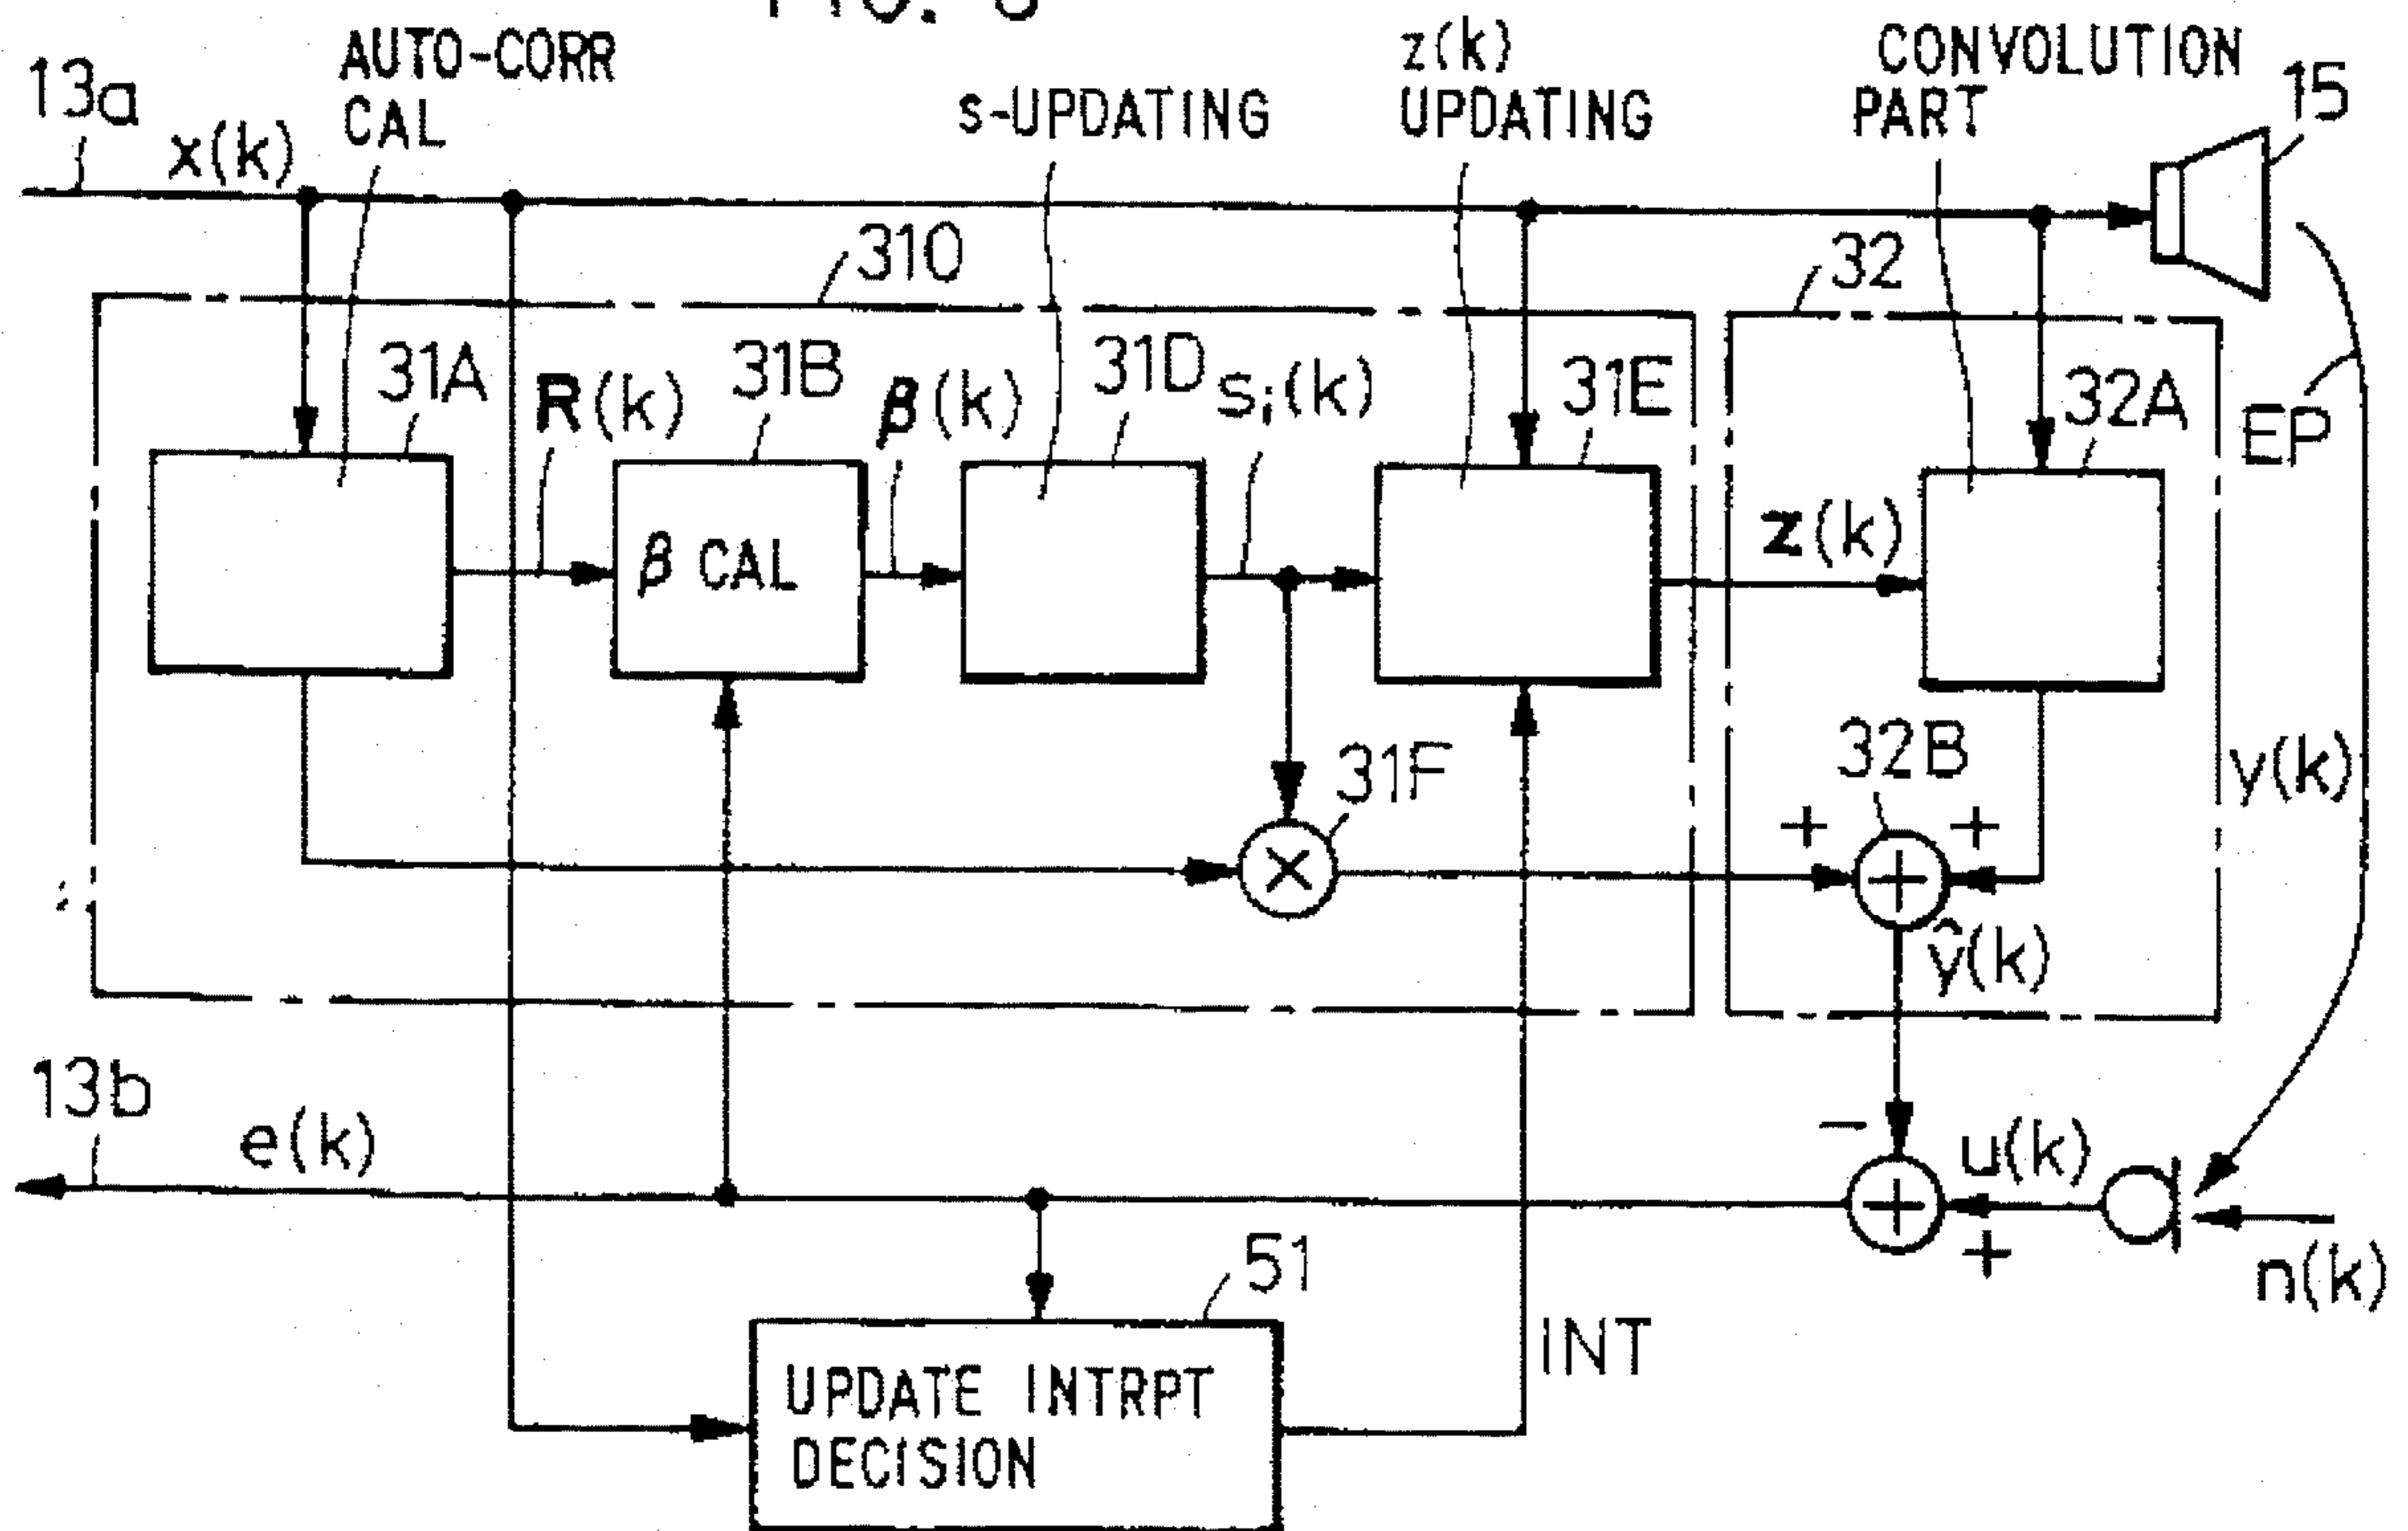 13a
x(k)
AUTO-CORR
CAL
s-UPDATING
z(k)
UPDATING
CONVOLUTION
PART
15
310
32
31A
R(k)
31B
β(k)
31D
si(k)
31E
32A
EP
β CAL
z(k)
31F
32B
y(k)
+
+
ŷ(k)
13b
e(k)
−
u(k)
+
n(k)
51
INT
UPDATE INTRPT
DECISION